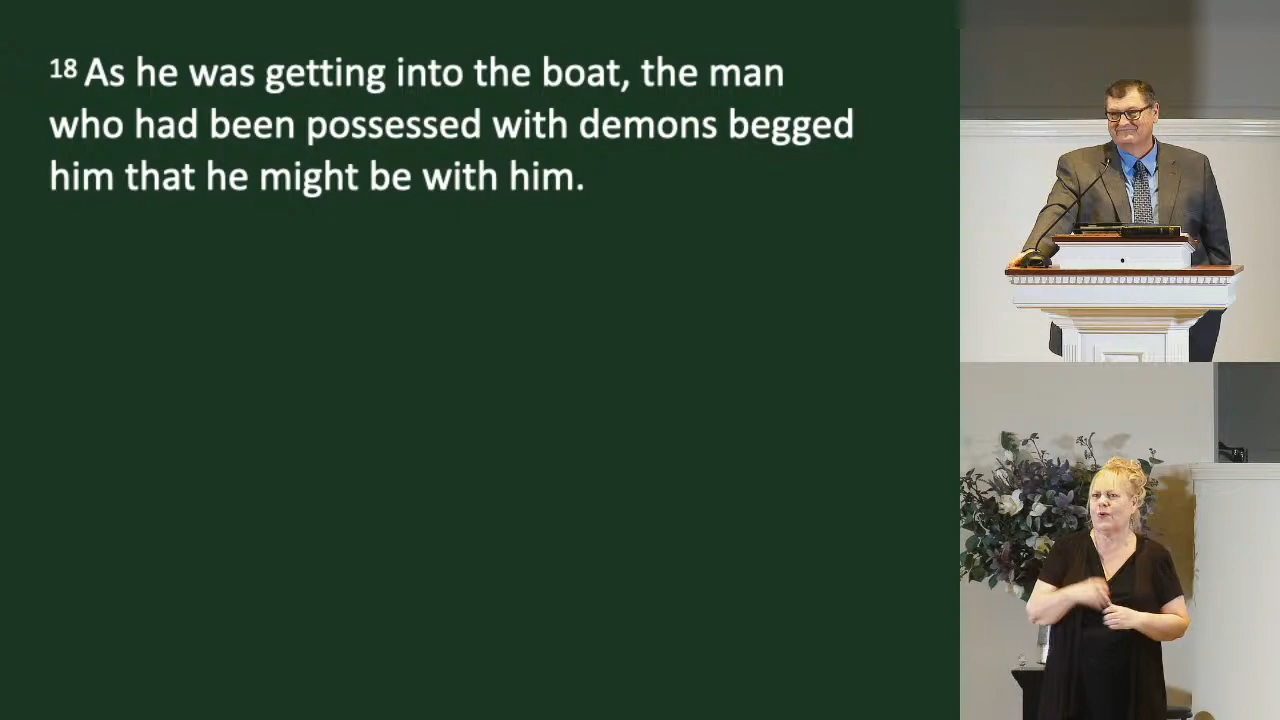 18 As he was getting into the boat, the man
who had been possessed with demons begged
him that he might be with him.